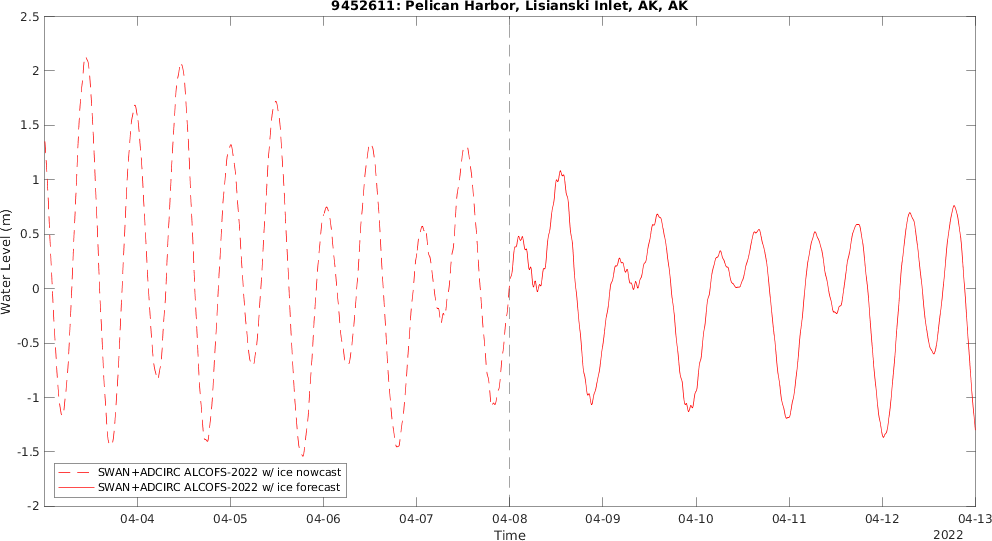 9452611: Pelican Harbor, Lisianski Inlet, AK, AK
2.5
2
1.5
1
0.5
0
-0.5
-1
-1.5
-2
Water Level (m)
SWAN+ADCIRC ALCOFS-2022 w/ ice nowcast
SWAN+ADCIRC ALCOFS-2022 w/ ice forecast
04-04 04-05 04-06 04-07 04-08 04-09 04-10 04-11 04-12 04-13
Time
2022